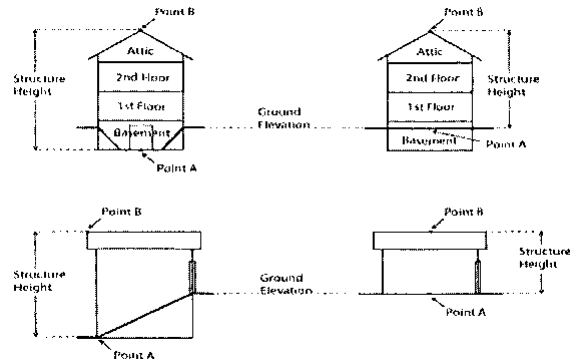 Point B
Attic
2nd Floor
1st Floor
Basement
Structure
Height
Point A
Ground
Elevation
Point B
Attic
2nd Floor
1st Floor
Basement
Structure
Height
Point A
Point B
Structure
Height
Point A
Ground
Elevation
Point B
Structure
Height
Point A